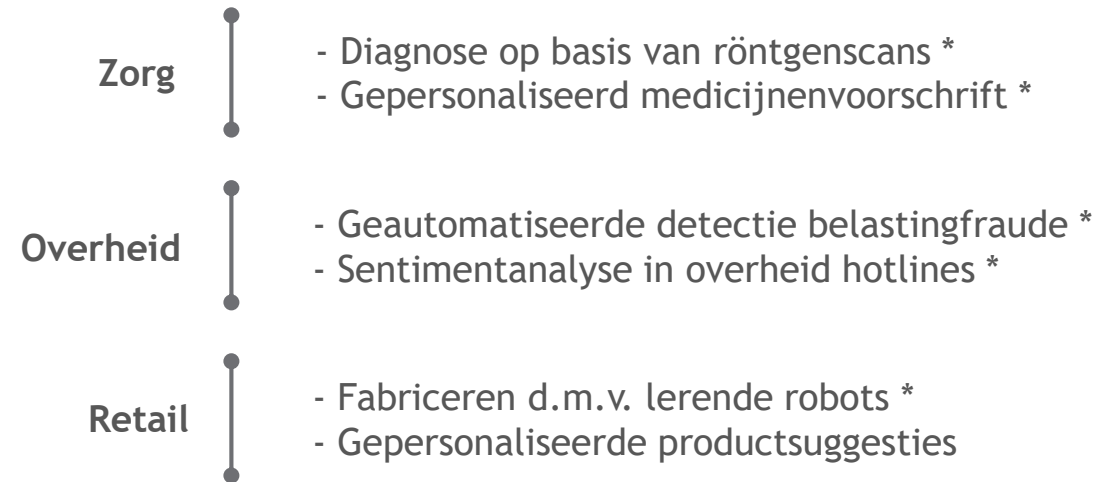 Zorg
- Diagnose op basis van röntgenscans *
- Gepersonaliseerd medicijnenvoorschrift *
Overheid
- Geautomatiseerde detectie belastingfraude *
- Sentimentanalyse in overheid hotlines *
Retail
- Fabriceren d.m.v. lerende robots *
- Gepersonaliseerde productsuggesties